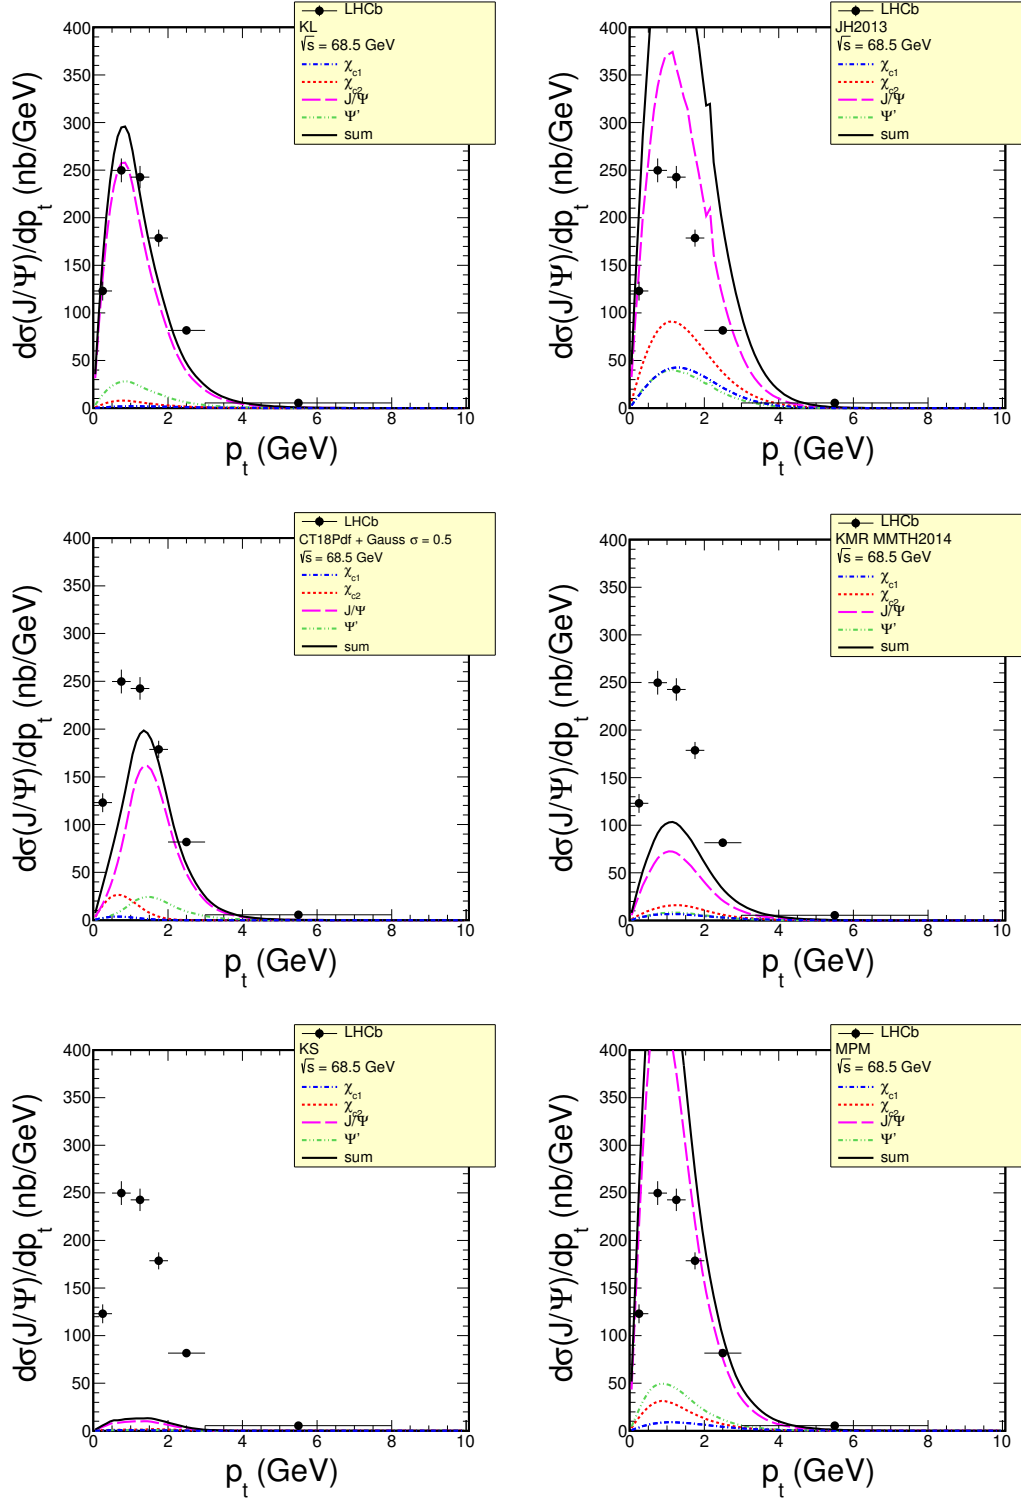 LHCb
KL
√s = 68.5 GeV
χc1
χc2
J/Ψ
Ψ'
sum
dσ(J/Ψ)/dpt (nb/GeV)
400
350
300
250
200
150
100
50
0
0 2 4 6 8 10
pt (GeV)
LHCb
JH2013
√s = 68.5 GeV
χc1
χc2
J/Ψ
Ψ'
sum
dσ(J/Ψ)/dpt (nb/GeV)
400
350
300
250
200
150
100
50
0
0 2 4 6 8 10
pt (GeV)
LHCb
CT18Pdf + Gauss σ = 0.5
√s = 68.5 GeV
χc1
χc2
J/Ψ
Ψ'
sum
dσ(J/Ψ)/dpt (nb/GeV)
400
350
300
250
200
150
100
50
0
0 2 4 6 8 10
pt (GeV)
LHCb
KMR MMTH2014
√s = 68.5 GeV
χc1
χc2
J/Ψ
Ψ'
sum
dσ(J/Ψ)/dpt (nb/GeV)
400
350
300
250
200
150
100
50
0
0 2 4 6 8 10
pt (GeV)
LHCb
KS
√s = 68.5 GeV
χc1
χc2
J/Ψ
Ψ'
sum
dσ(J/Ψ)/dpt (nb/GeV)
400
350
300
250
200
150
100
50
0
0 2 4 6 8 10
pt (GeV)
LHCb
MPM
√s = 68.5 GeV
χc1
χc2
J/Ψ
Ψ'
sum
dσ(J/Ψ)/dpt (nb/GeV)
400
350
300
250
200
150
100
50
0
0 2 4 6 8 10
pt (GeV)